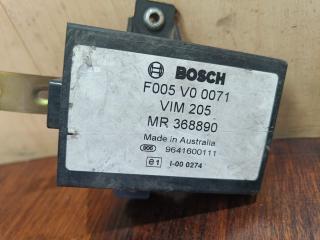 BOSCH
F005 V0 0071
VIM 205
MR 368890
Made in Australia
9641600111
e1 I-00 0274